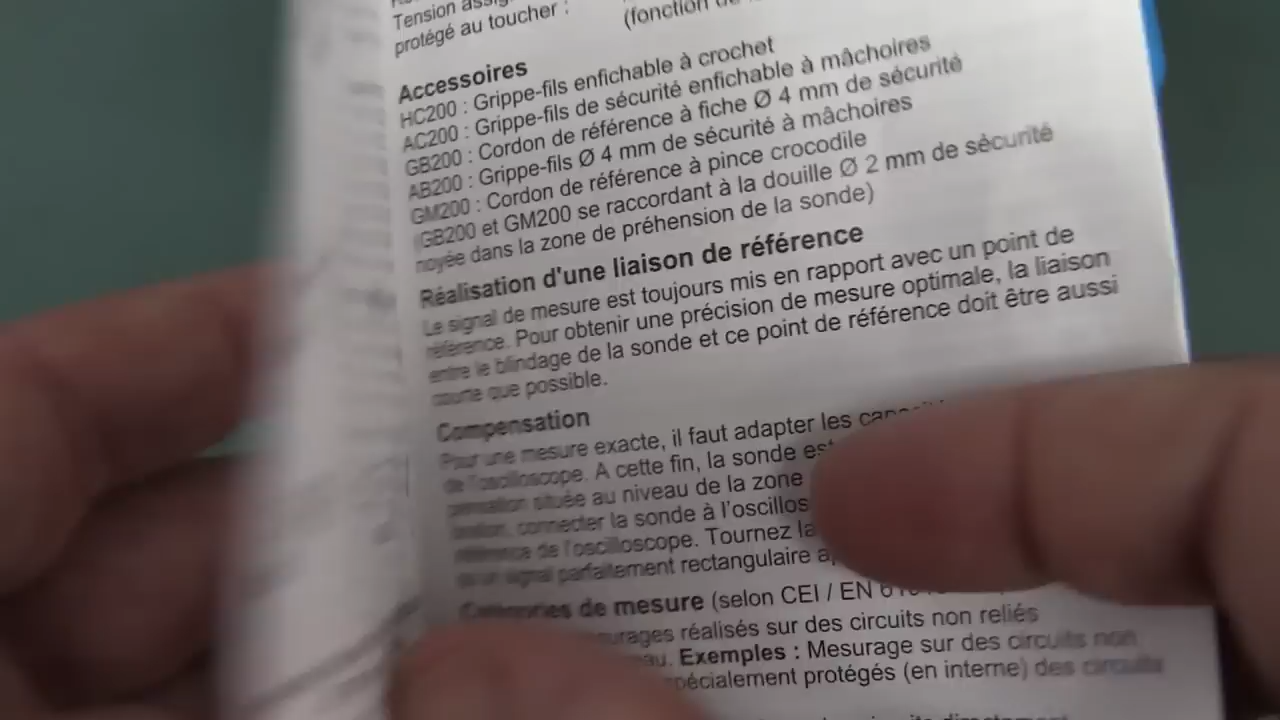 Tension
protégé au toucher :
(fonction
Accessoires
HC200 : Grippe-fils enfichable à crochet
AC200 : Grippe-fils de sécurité enfichable à mâchoires
GB200 : Cordon de référence à fiche Ø 4 mm de sécurité
AB200 : Grippe-fils Ø 4 mm de sécurité à mâchoires
GM200 : Cordon de référence à pince crocodile
(GB200 et GM200 se raccordant à la douille Ø 2 mm de sécurité
noyée dans la zone de préhension de la sonde)
Réalisation d'une liaison de référence
Le signal de mesure est toujours mis en rapport avec un point de
référence. Pour obtenir une précision de mesure optimale, la liaison
entre le blindage de la sonde et ce point de référence doit être aussi
courte que possible.
Compensation
Pour une mesure exacte, il faut adapter les
de l'oscilloscope. A cette fin, la sonde
située au niveau de la zone
connecter la sonde à l'oscillos
référence de l'oscilloscope. Tournez la
qu'un signal parfaitement rectangulaire
Catégories de mesure (selon CEI / EN
réalisés sur des circuits non reliés
Exemples : Mesurage sur des circuits non
spécialement protégés (en interne) des circuits